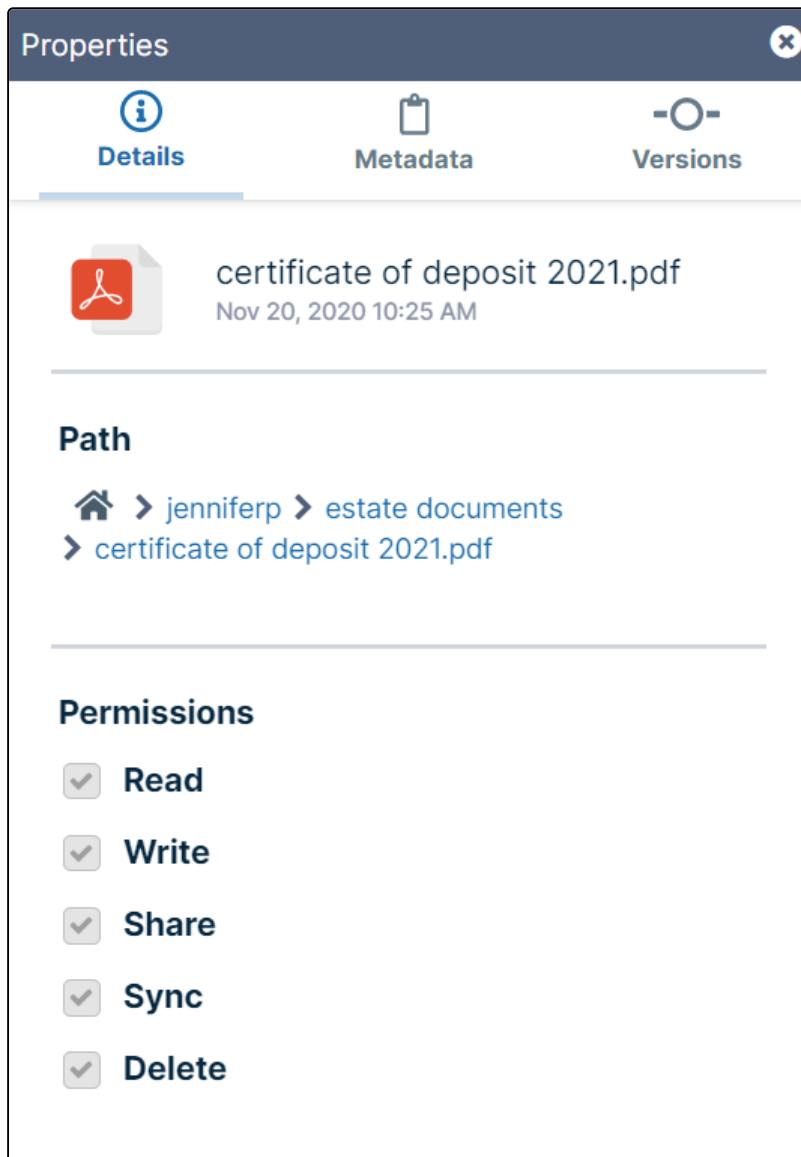 Properties
Details
Metadata
Versions
certificate of deposit 2021.pdf
Nov 20, 2020 10:25 AM
Path
jenniferp > estate documents
> certificate of deposit 2021.pdf
Permissions
Read
Write
Share
Sync
Delete